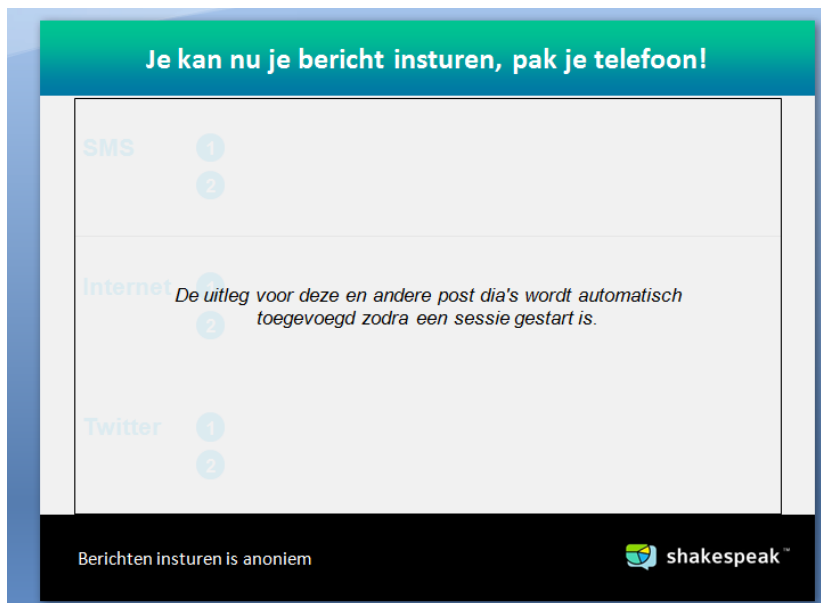 Je kan nu je bericht insturen, pak je telefoon!
SMS 1
2
Internet 1
De uitleg voor deze en andere post dia's wordt automatisch
2
toegevoegd zodra een sessie gestart is.
Twitter 1
2
Berichten insturen is anoniem
shakespeak™